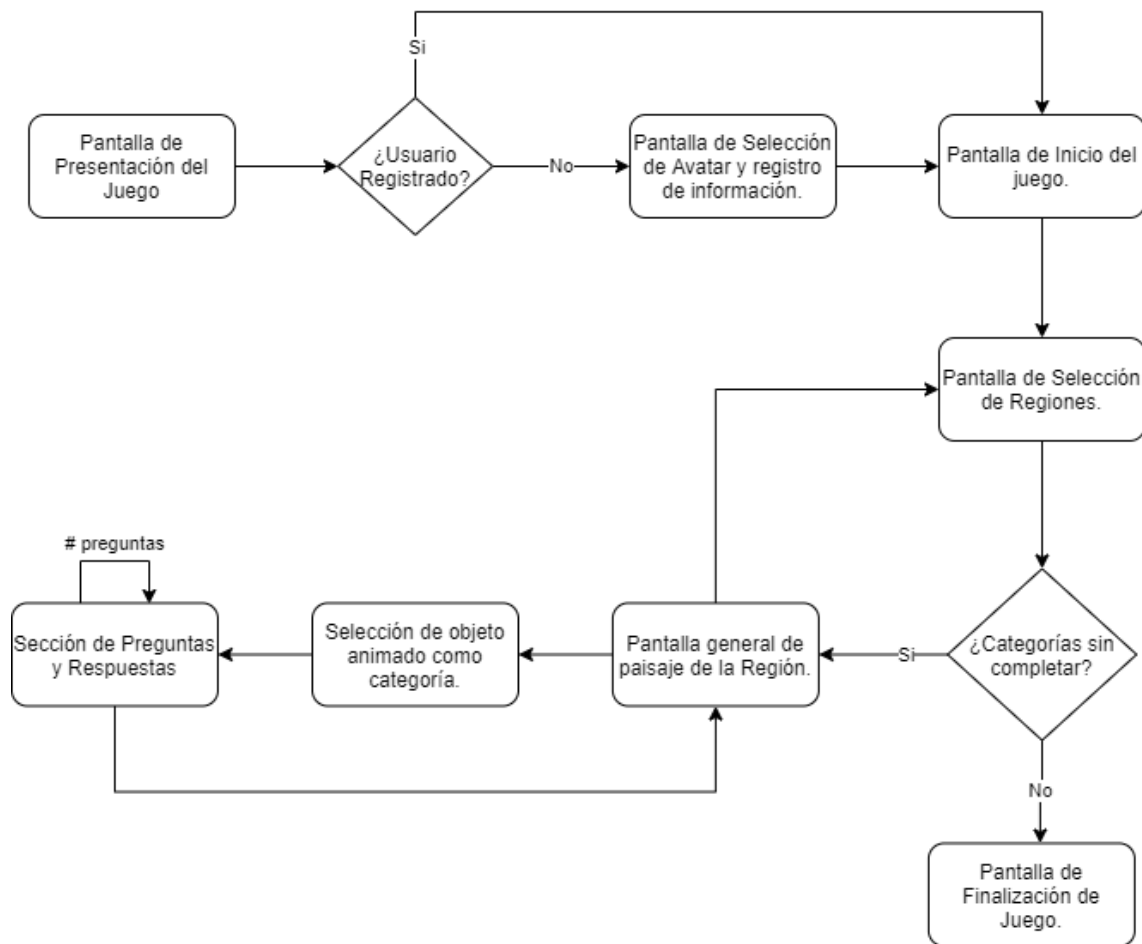 Si
Pantalla de
Presentación del
Juego
¿Usuario
Registrado?
No
Pantalla de Selección
de Avatar y registro
de información.
Pantalla de Inicio del
juego.
Pantalla de Selección
de Regiones.
# preguntas
Sección de Preguntas
y Respuestas
Selección de objeto
animado como
categoría.
Pantalla general de
paisaje de la Región.
Si
¿Categorías sin
completar?
No
Pantalla de
Finalización de
Juego.